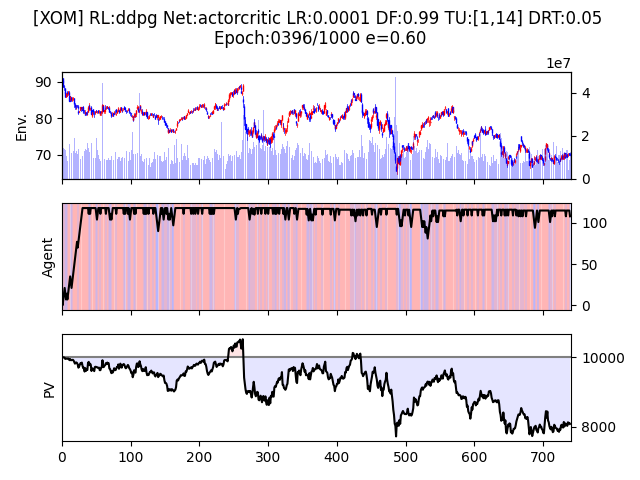 [XOM] RL:ddpg Net:actorcritic LR:0.0001 DF:0.99 TU:[1,14] DRT:0.05
Epoch:0396/1000 e=0.60
1e7
Env.
90
80
70
4
2
0
Agent
100
50
0
PV
10000
8000
0 100 200 300 400 500 600 700